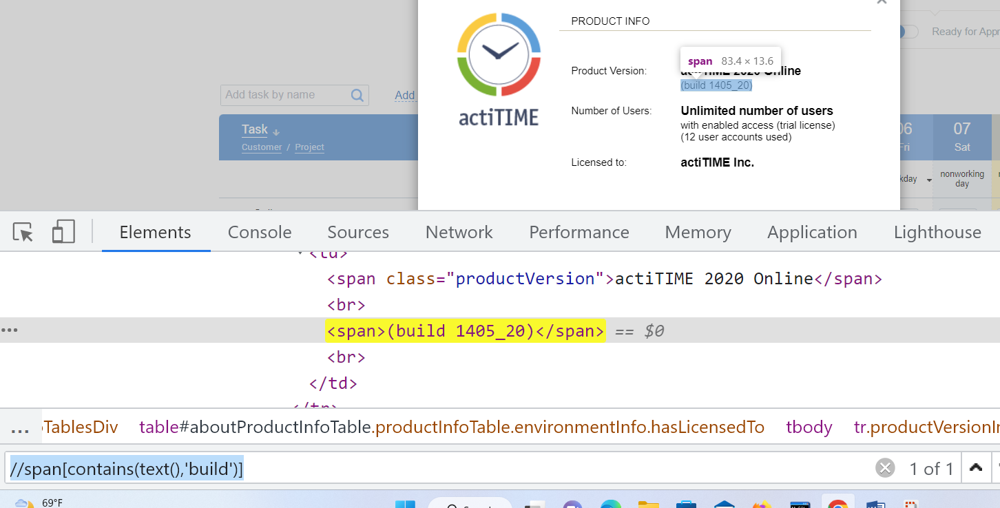 PRODUCT INFO
Ready for Appr
span 83.4 × 13.6
Product Version:
actiTIME 2020 Online
(build 1405_20)
Add task by name
Add
actiTIME
Number of Users:
Unlimited number of users
with enabled access (trial license)
(12 user accounts used)
Task
Customer / Project
06
Fri
07
Sat
Licensed to:
actiTIME Inc.
kday
nonworking
day
Elements Console Sources Network Performance Memory Application Lighthouse
<td>
<span class="productVersion">actiTIME 2020 Online</span>
<br>
... <span>(build 1405_20)</span> == $0
<br>
</td>
</tr>
... oTablesDiv table#aboutProductInfoTable.productInfoTable.environmentInfo.hasLicensedTo tbody tr.productVersionIn
//span[contains(text(),'build')]
1 of 1
69°F